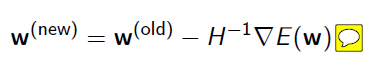 w(new) = w(old) − H−1∇E(w)